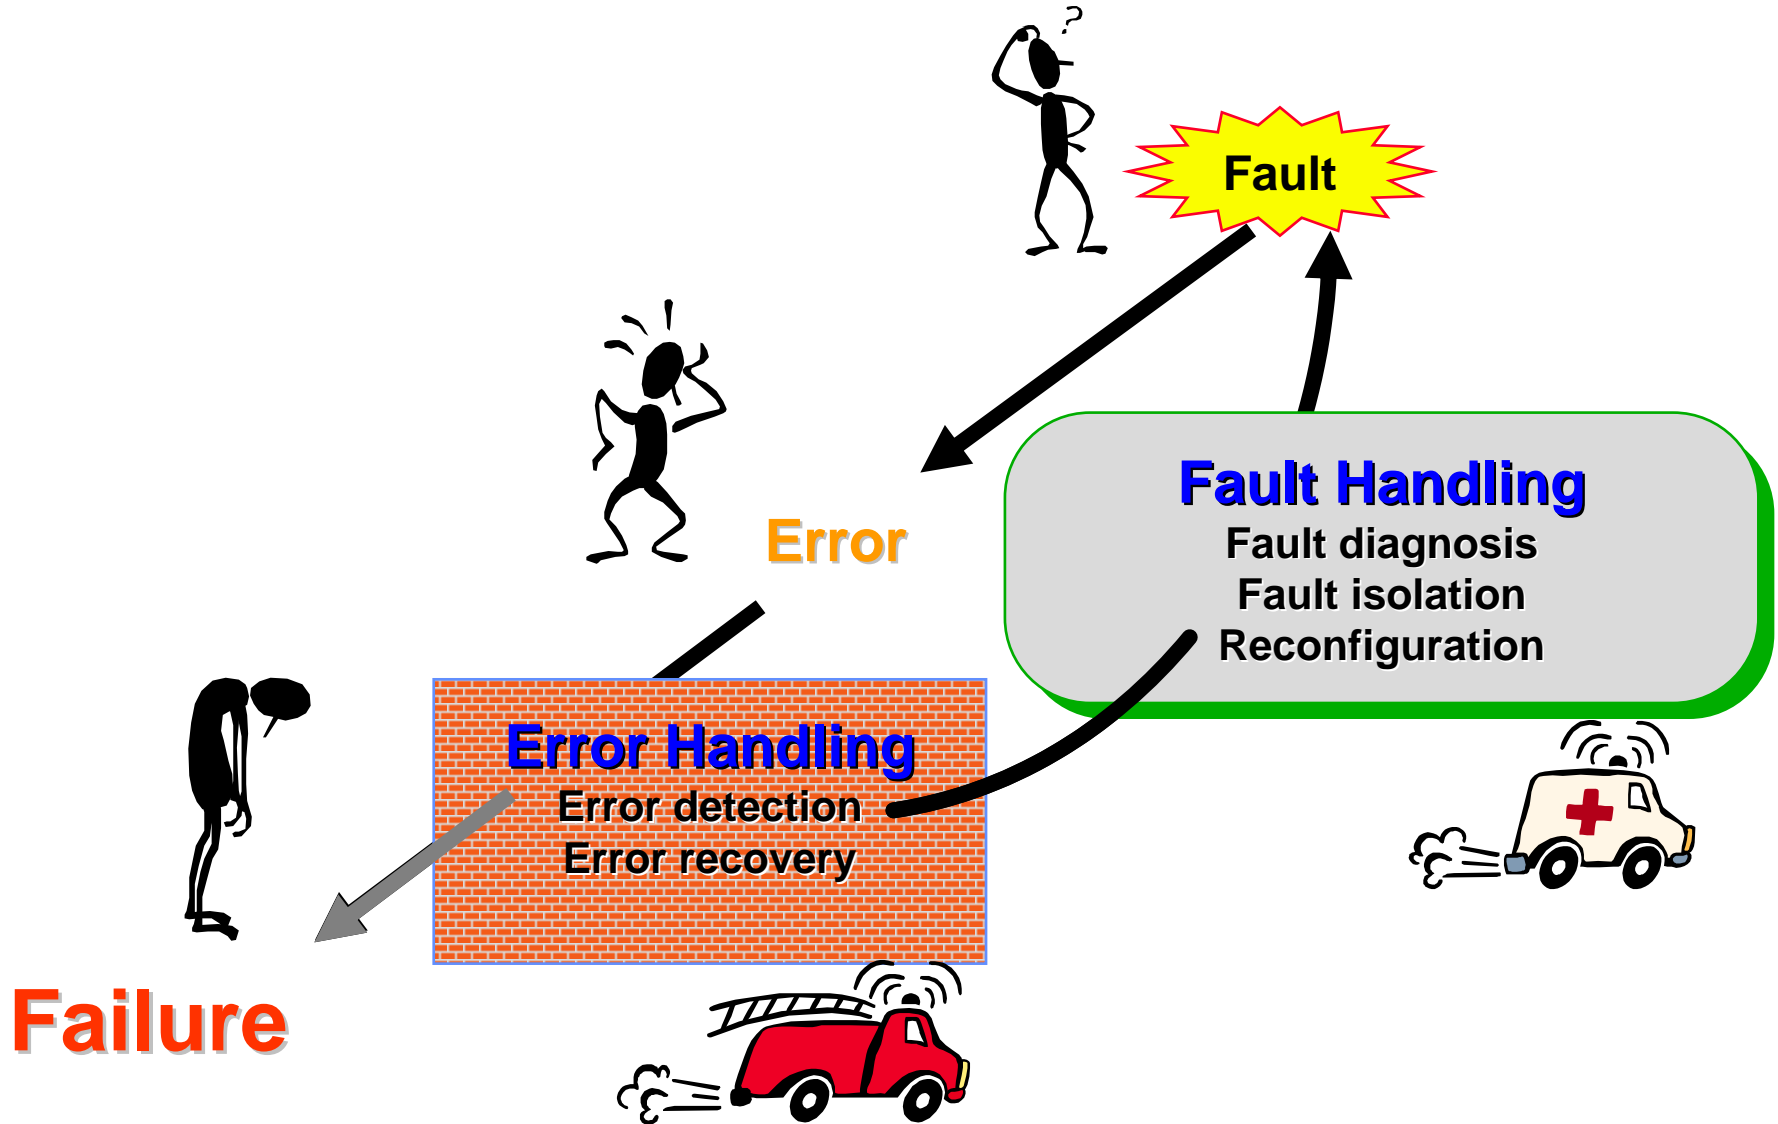 ?
Fault
Error
Fault Handling
Fault diagnosis
Fault isolation
Reconfiguration
Error Handling
Error detection
Error recovery
Failure